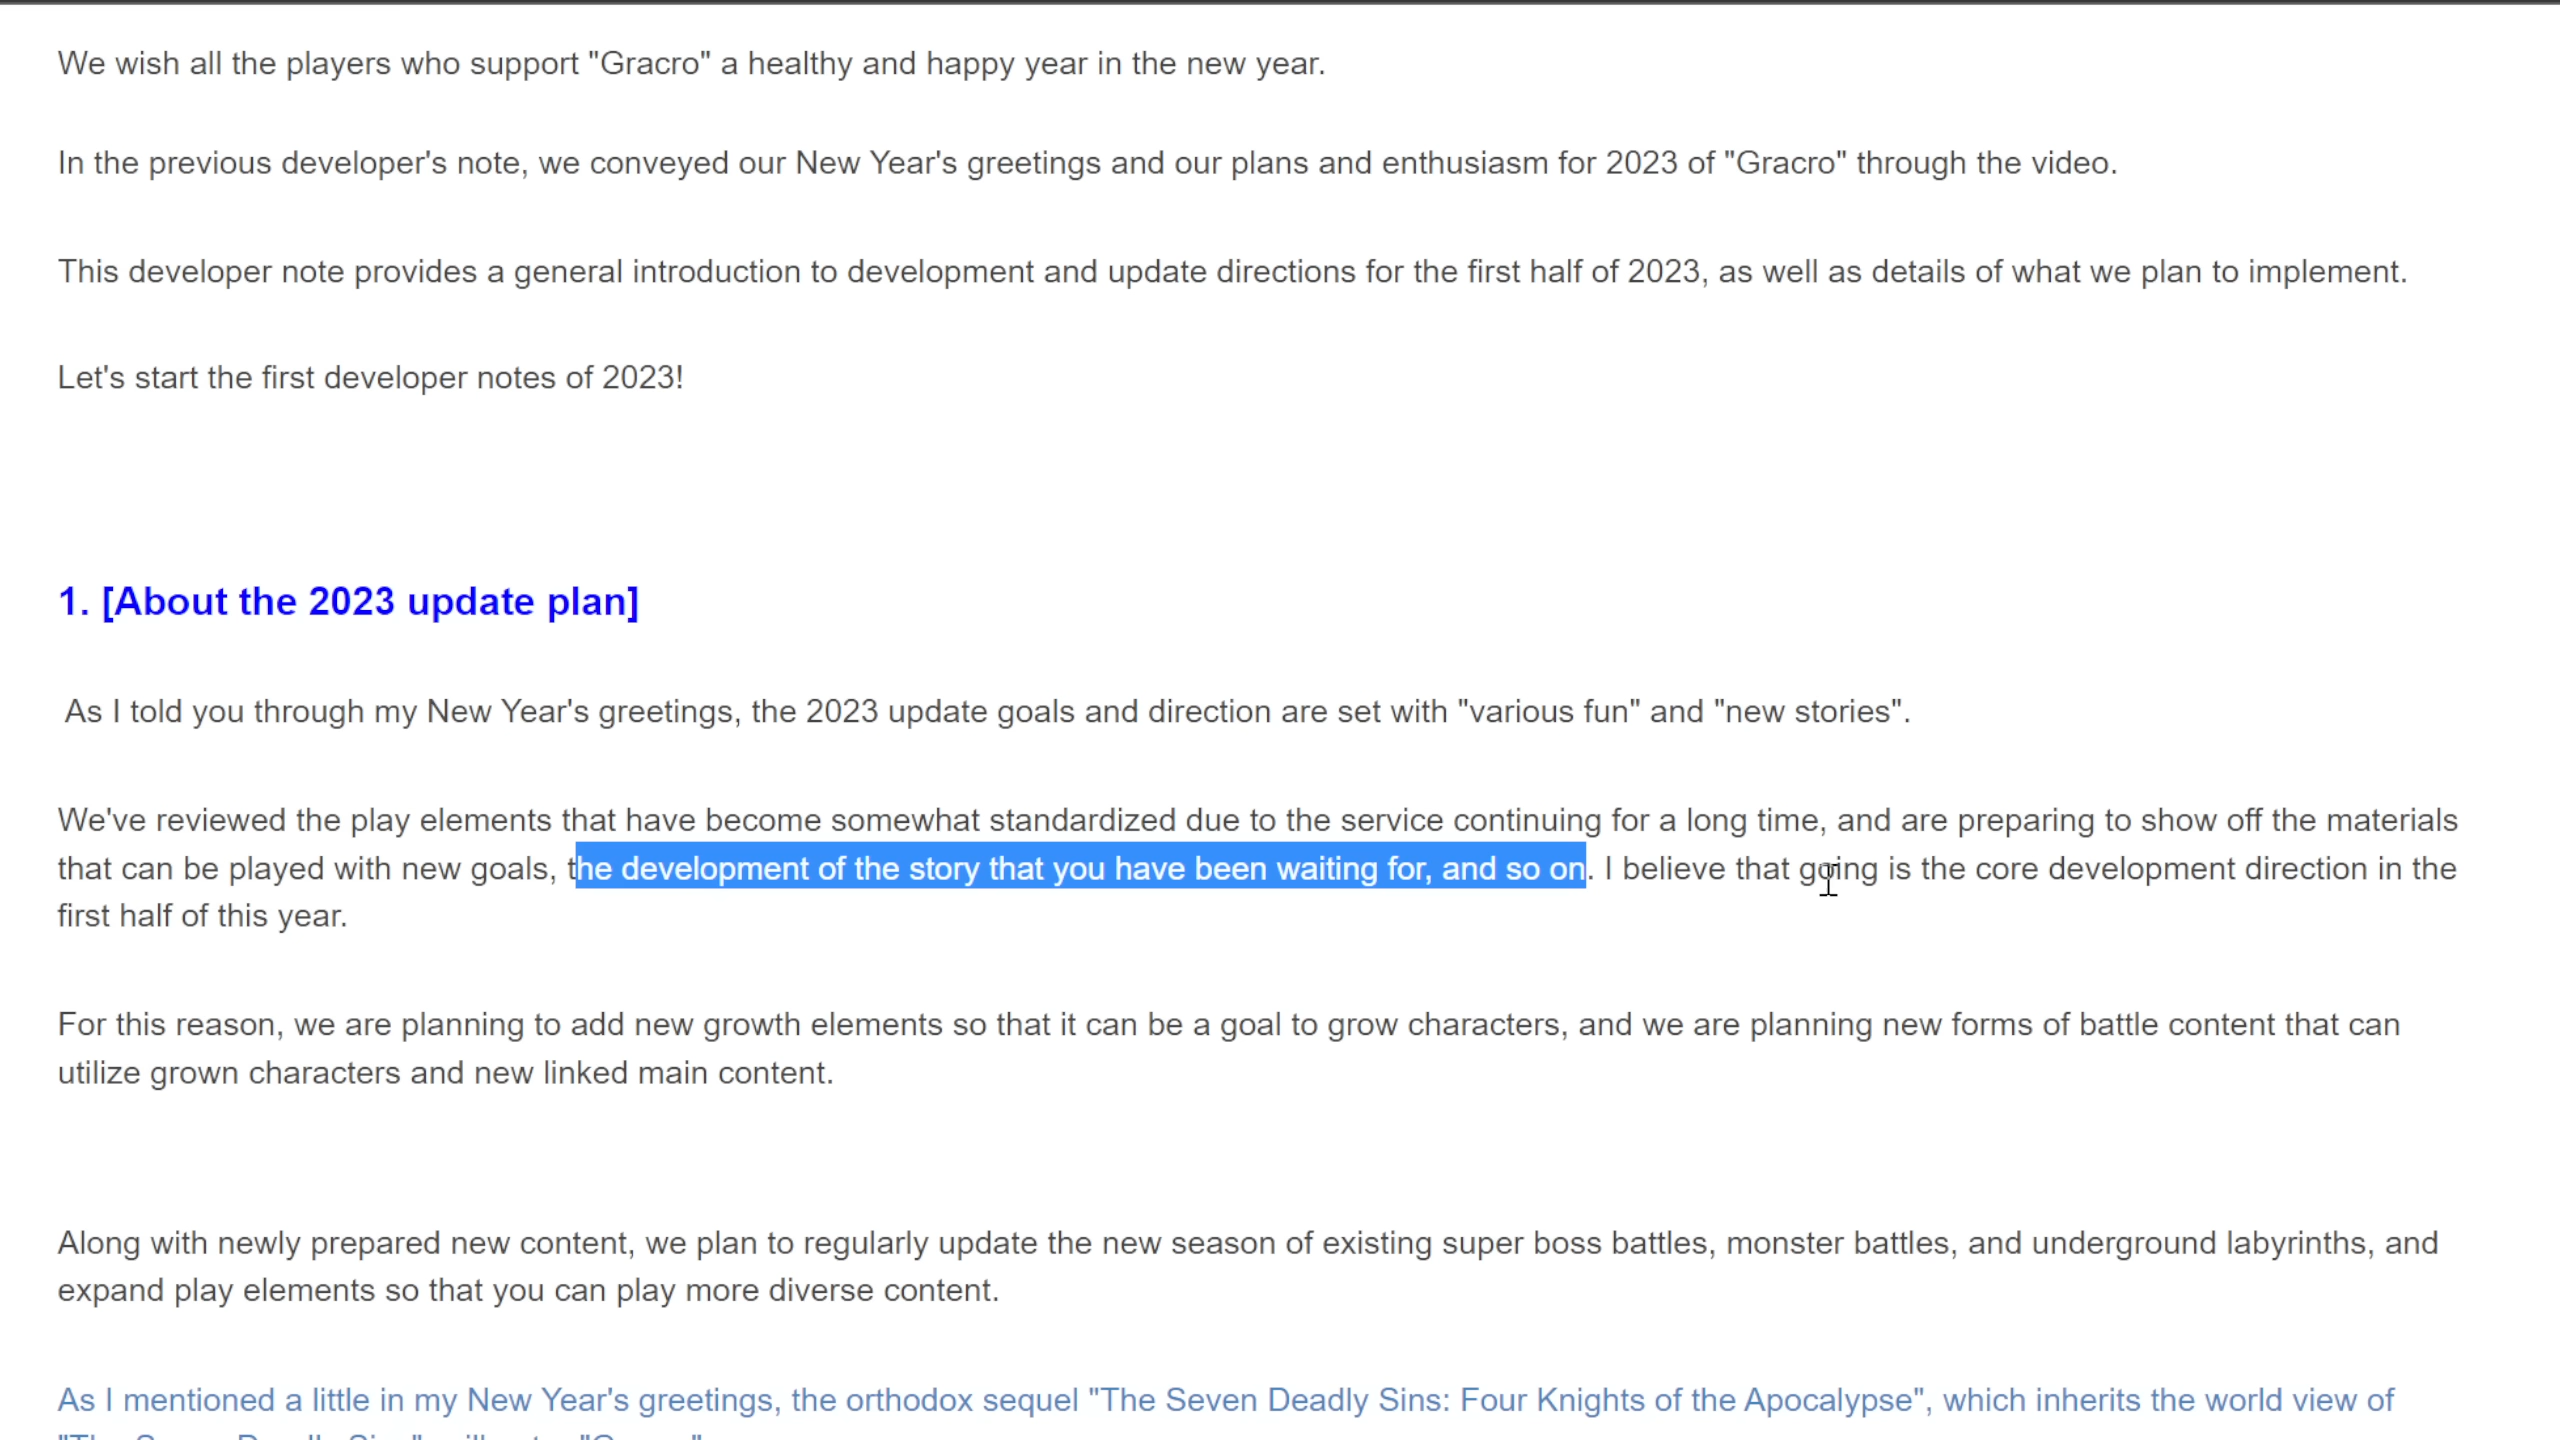 We wish all the players who support "Gracro" a healthy and happy year in the new year.
In the previous developer's note, we conveyed our New Year's greetings and our plans and enthusiasm for 2023 of "Gracro" through the video.
This developer note provides a general introduction to development and update directions for the first half of 2023, as well as details of what we plan to implement.
Let's start the first developer notes of 2023!
1. [About the 2023 update plan]
As I told you through my New Year's greetings, the 2023 update goals and direction are set with "various fun" and "new stories".
We've reviewed the play elements that have become somewhat standardized due to the service continuing for a long time, and are preparing to show off the materials
that can be played with new goals, the development of the story that you have been waiting for, and so on. I believe that going is the core development direction in the
first half of this year.
For this reason, we are planning to add new growth elements so that it can be a goal to grow characters, and we are planning new forms of battle content that can
utilize grown characters and new linked main content.
Along with newly prepared new content, we plan to regularly update the new season of existing super boss battles, monster battles, and underground labyrinths, and
expand play elements so that you can play more diverse content.
As I mentioned a little in my New Year's greetings, the orthodox sequel "The Seven Deadly Sins: Four Knights of the Apocalypse", which inherits the world view of